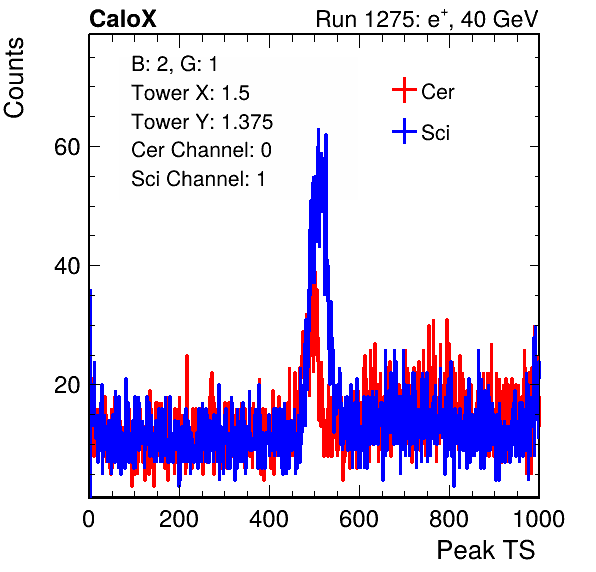 CaloX Run 1275: e⁺, 40 GeV
Counts
B: 2, G: 1
Tower X: 1.5
Tower Y: 1.375
Cer Channel: 0
Sci Channel: 1
Cer
Sci
60
40
20
0 200 400 600 800 1000
Peak TS